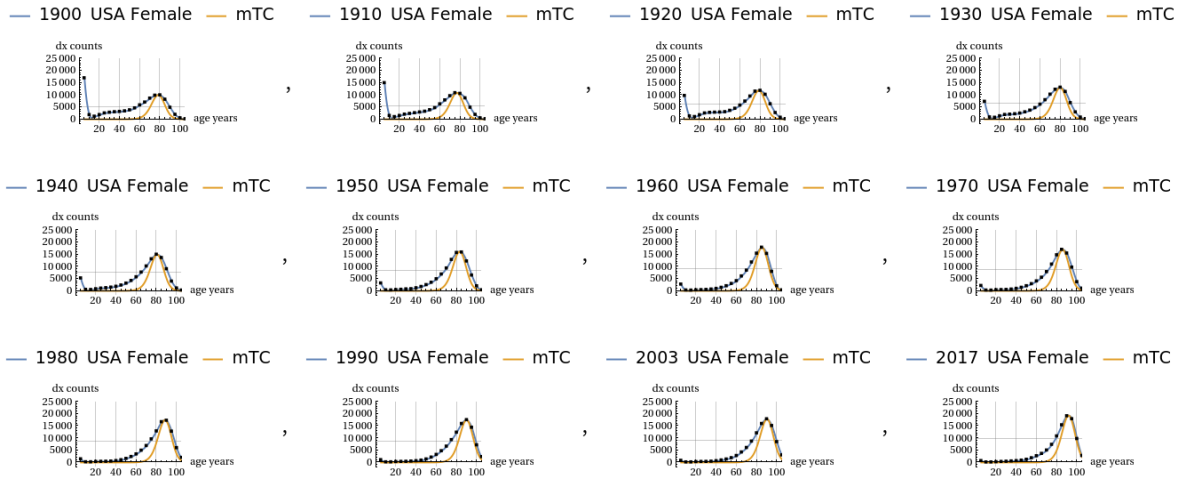 1900 USA Female mTC
dx counts
25 000
20 000
15 000
10 000
5000
0
20 40 60 80 100 age years
,
1910 USA Female mTC
dx counts
25 000
20 000
15 000
10 000
5000
0
20 40 60 80 100 age years
,
1920 USA Female mTC
dx counts
25 000
20 000
15 000
10 000
5000
0
20 40 60 80 100 age years
,
1930 USA Female mTC
dx counts
25 000
20 000
15 000
10 000
5000
0
20 40 60 80 100 age years
1940 USA Female mTC
dx counts
25 000
20 000
15 000
10 000
5000
0
20 40 60 80 100 age years
,
1950 USA Female mTC
dx counts
25 000
20 000
15 000
10 000
5000
0
20 40 60 80 100 age years
,
1960 USA Female mTC
dx counts
25 000
20 000
15 000
10 000
5000
0
20 40 60 80 100 age years
,
1970 USA Female mTC
dx counts
25 000
20 000
15 000
10 000
5000
0
20 40 60 80 100 age years
1980 USA Female mTC
dx counts
25 000
20 000
15 000
10 000
5000
0
20 40 60 80 100 age years
,
1990 USA Female mTC
dx counts
25 000
20 000
15 000
10 000
5000
0
20 40 60 80 100 age years
,
2003 USA Female mTC
dx counts
25 000
20 000
15 000
10 000
5000
0
20 40 60 80 100 age years
,
2017 USA Female mTC
dx counts
25 000
20 000
15 000
10 000
5000
0
20 40 60 80 100 age years